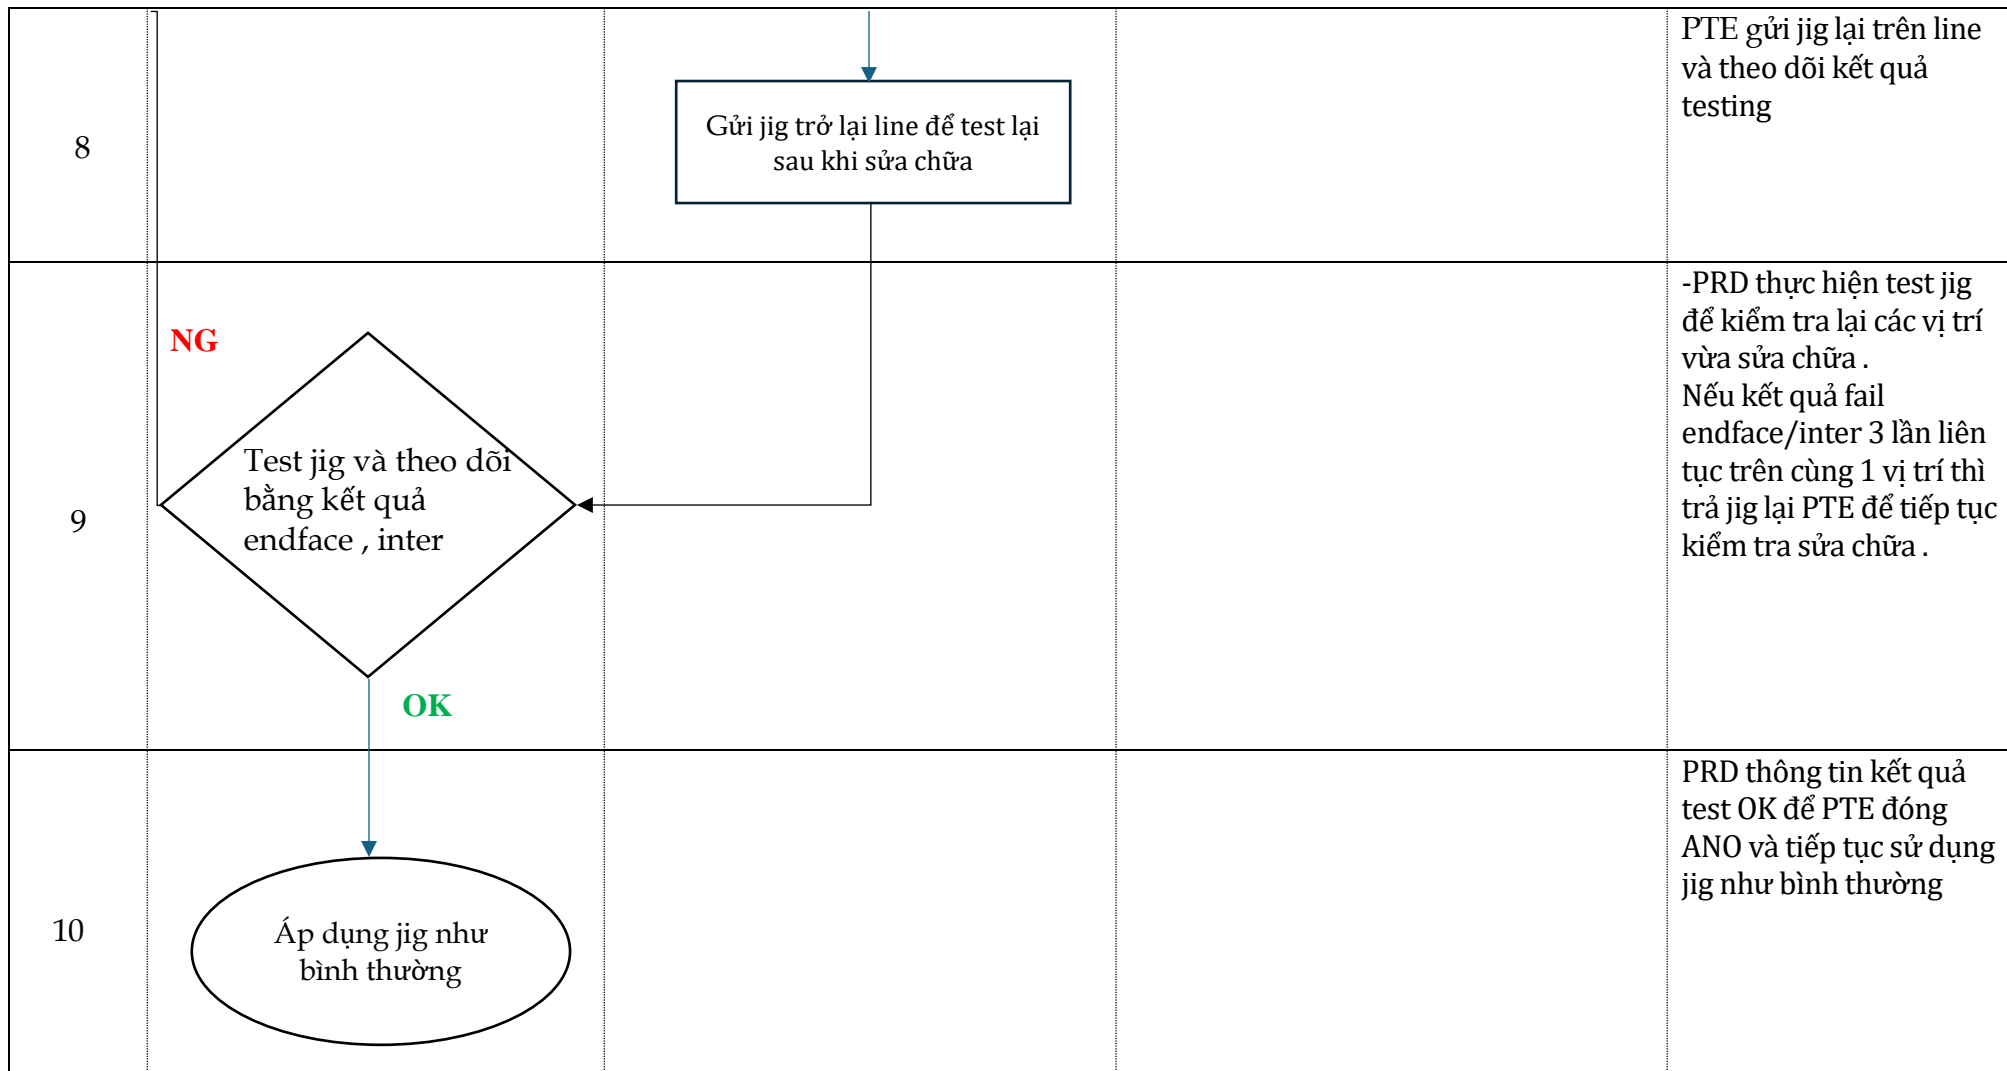 8
Gửi jig trở lại line để test lại
sau khi sửa chữa
PTE gửi jig lại trên line
và theo dõi kết quả
testing
9
NG
Test jig và theo dõi
bằng kết quả
endface , inter
OK
-PRD thực hiện test jig
để kiểm tra lại các vị trí
vừa sửa chữa .
Nếu kết quả fail
endface/inter 3 lần liên
tục trên cùng 1 vị trí thì
trả jig lại PTE để tiếp tục
kiểm tra sửa chữa .
10
Áp dụng jig như
bình thường
PRD thông tin kết quả
test OK để PTE đóng
ANO và tiếp tục sử dụng
jig như bình thường